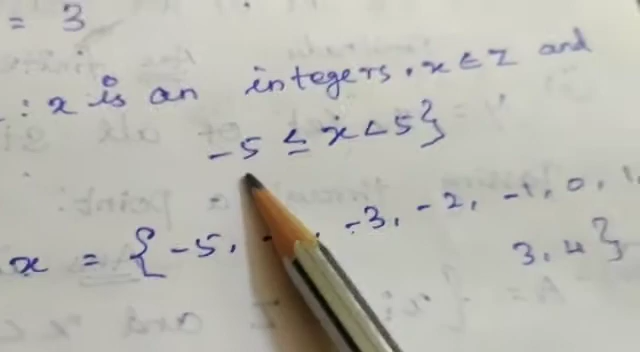 = 3
: x is an integers, x ∈ Z and
-5 ≤ x < 5}
x = {-5, -3, -2, -1, 0, 1,
3, 4}